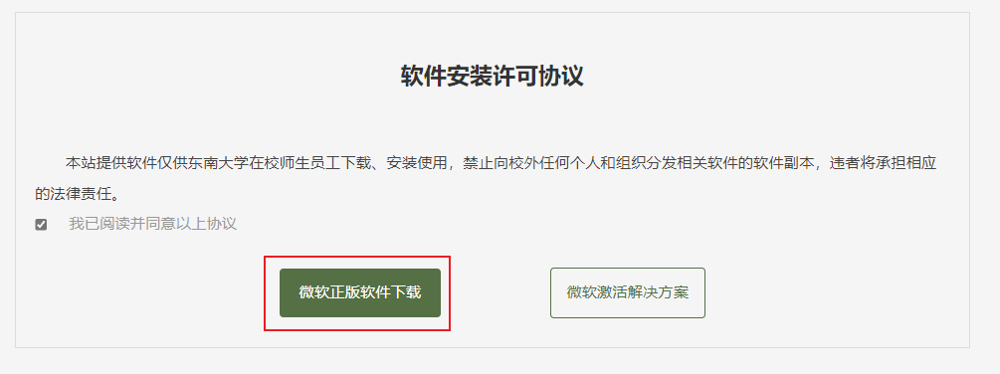 软件安装许可协议
本站提供软件仅供东南大学在校师生员工下载、安装使用，禁止向校外任何个人和组织分发相关软件的软件副本，违者将承担相应
的法律责任。
我已阅读并同意以上协议
微软正版软件下载
微软激活解决方案